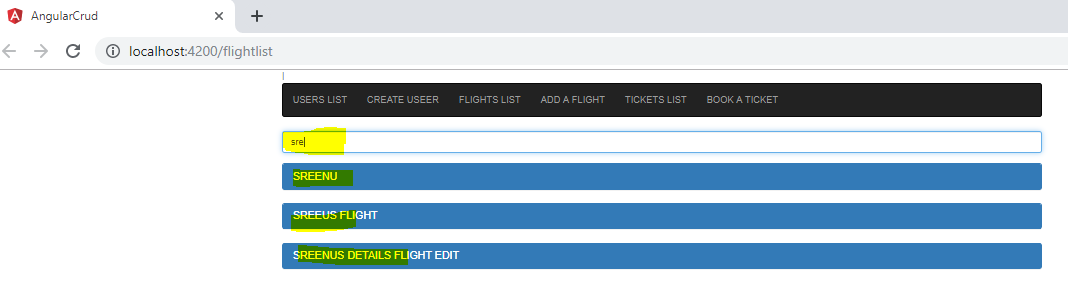 AngularCrud
localhost:4200/flightlist
USERS LIST CREATE USEER FLIGHTS LIST ADD A FLIGHT TICKETS LIST BOOK A TICKET
sre
SREENU
SREEUS FLIGHT
SREENUS DETAILS FLIGHT EDIT